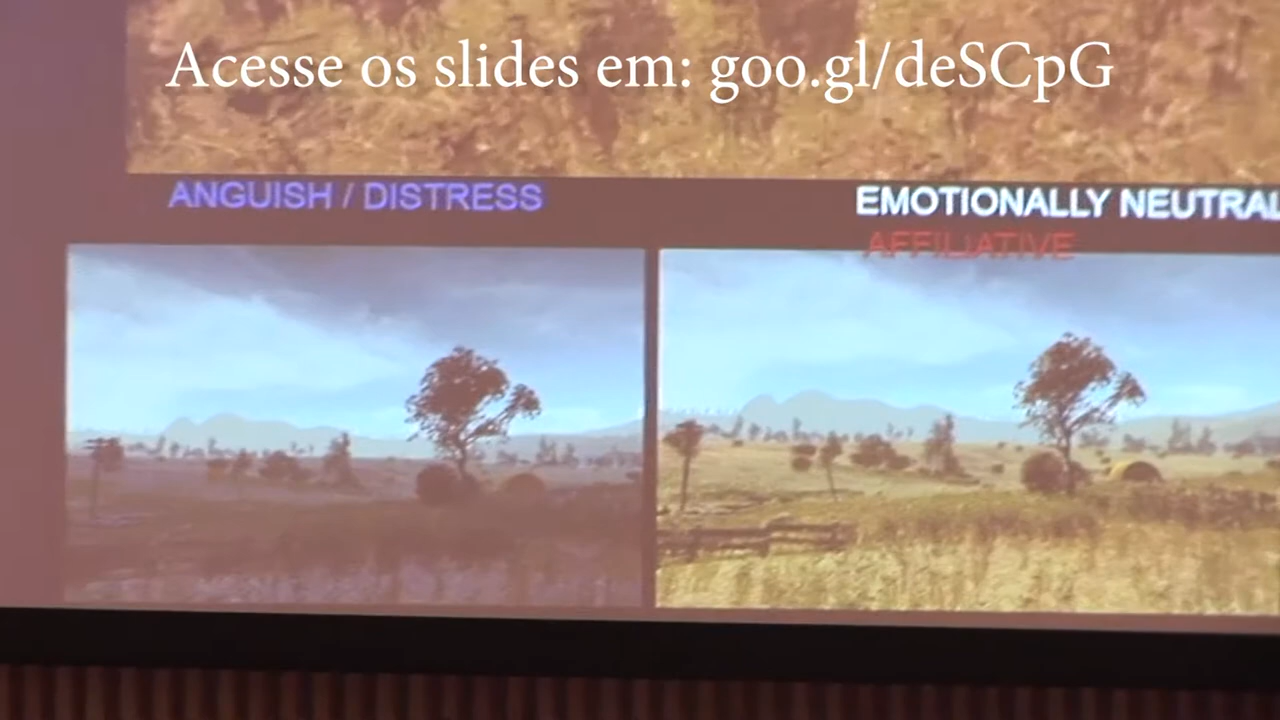 Acesse os slides em: goo.gl/deSCpG
ANGUISH / DISTRESS
EMOTIONALLY NEUTRAL
AFFILIATIVE